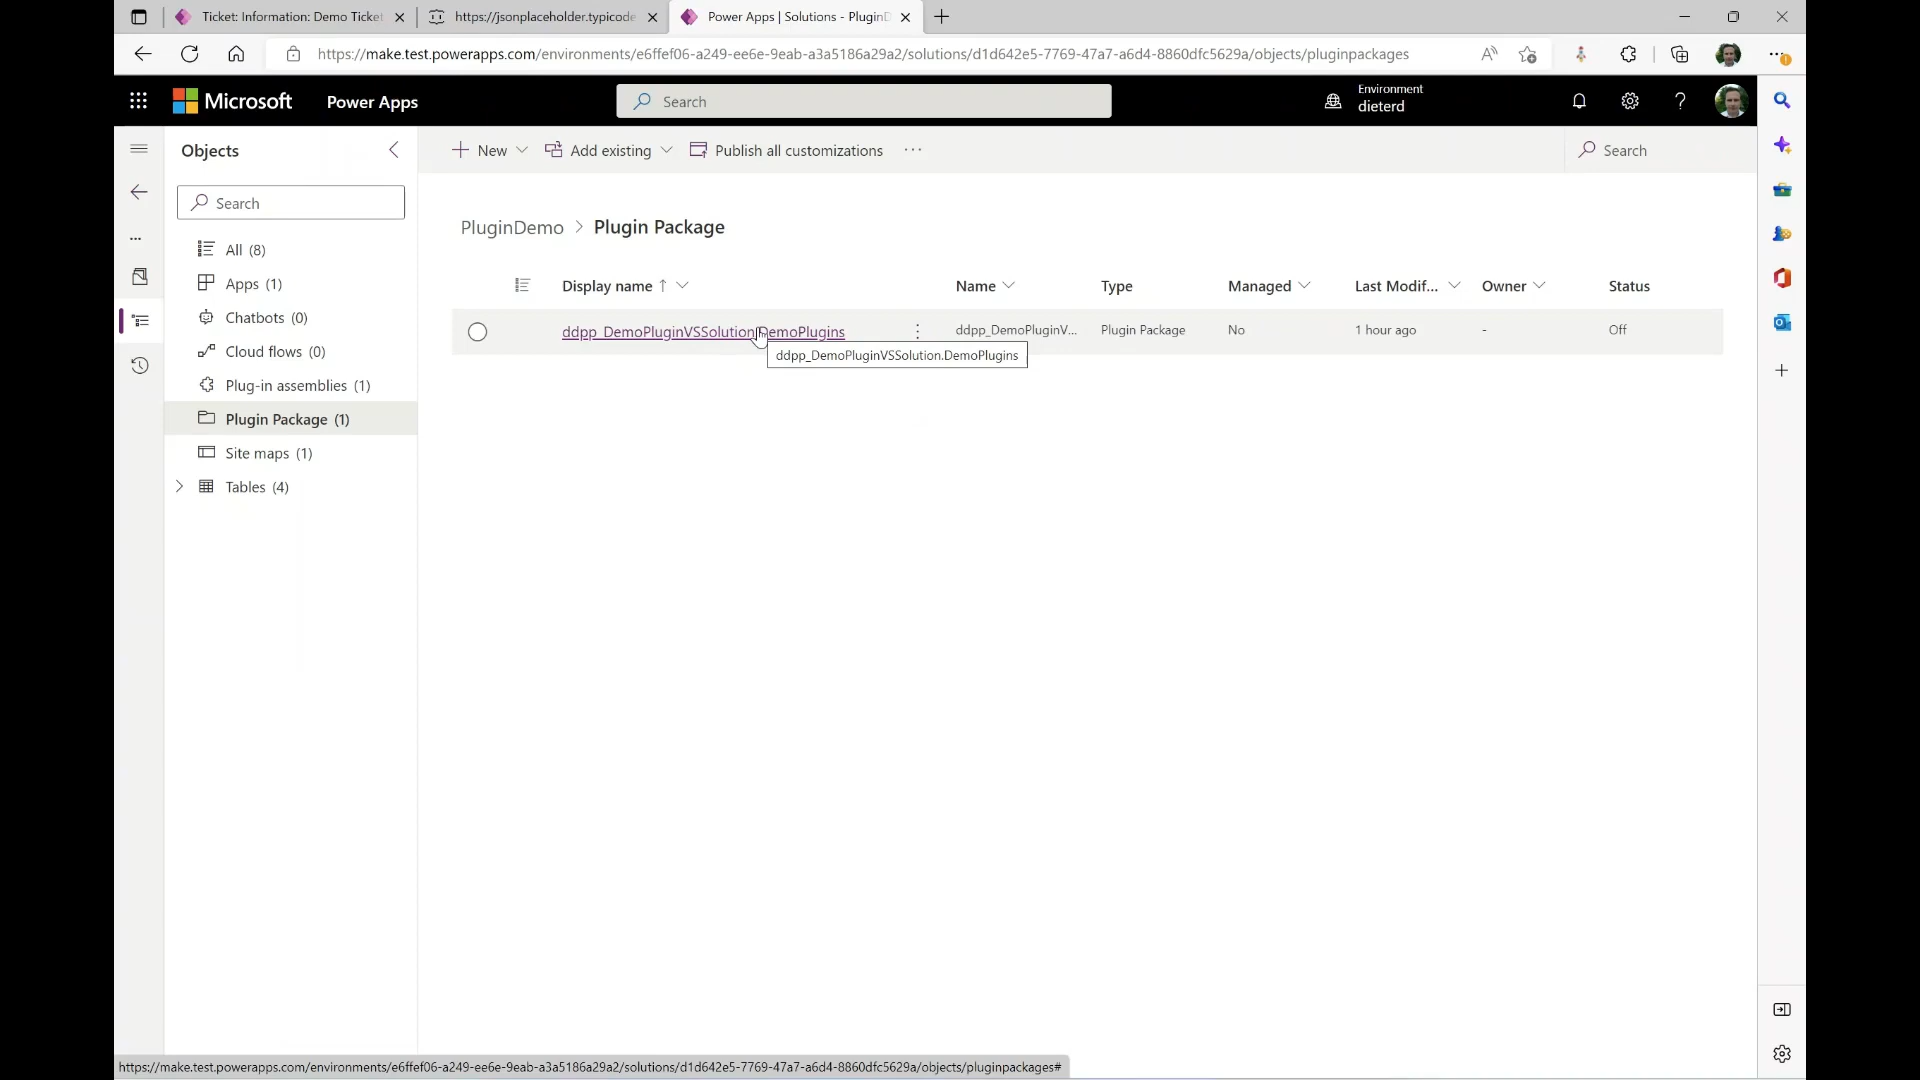 Ticket: Information: Demo Ticket
https://jsonplaceholder.typicode
Power Apps | Solutions - PluginD
https://make.test.powerapps.com/environments/e6ffef06-a249-ee6e-9eab-a3a5186a29a2/solutions/d1d642e5-7769-47a7-a6d4-8860dfc5629a/objects/pluginpackages
Microsoft
Power Apps
Search
Environment
dieterd
Objects
New
Add existing
Publish all customizations
Search
Search
PluginDemo > Plugin Package
All (8)
Apps (1)
Chatbots (0)
Cloud flows (0)
Plug-in assemblies (1)
Plugin Package (1)
Site maps (1)
Tables (4)
Display name ↑ Name Type Managed Last Modif... Owner Status
ddpp_DemoPluginVSSolution.DemoPlugins ddpp_DemoPluginV... Plugin Package No 1 hour ago - Off
ddpp_DemoPluginVSSolution.DemoPlugins
https://make.test.powerapps.com/environments/e6ffef06-a249-ee6e-9eab-a3a5186a29a2/solutions/d1d642e5-7769-47a7-a6d4-8860dfc5629a/objects/pluginpackages#